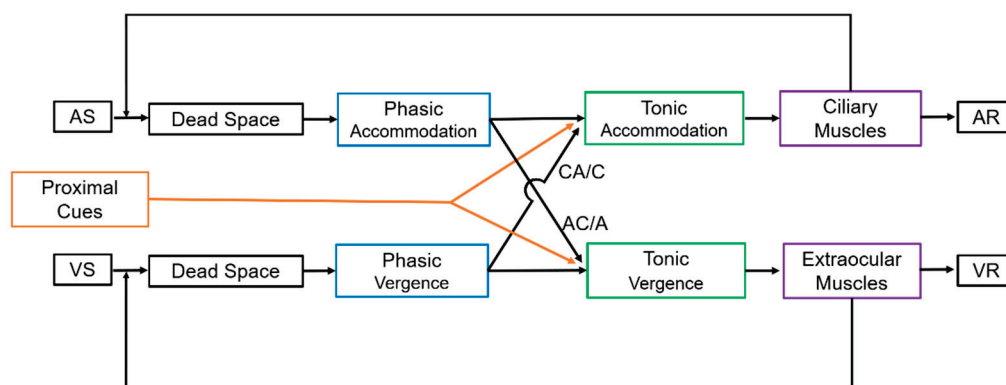 AS
Dead Space
Phasic
Accommodation
Tonic
Accommodation
Ciliary
Muscles
AR
CA/C
Proximal
Cues
AC/A
VS
Dead Space
Phasic
Vergence
Tonic
Vergence
Extraocular
Muscles
VR